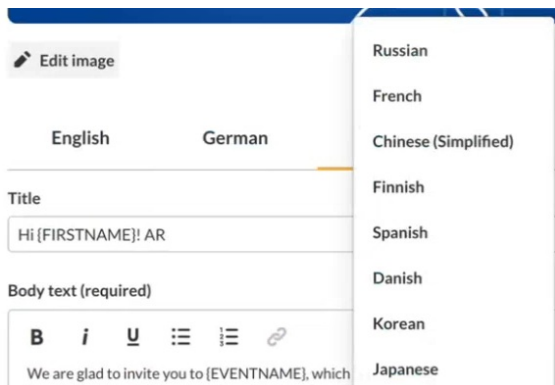 Edit image
English
German
Title
Hi {FIRSTNAME}! AR
Body text (required)
B i U
We are glad to invite you to {EVENTNAME}, which
Russian
French
Chinese (Simplified)
Finnish
Spanish
Danish
Korean
Japanese